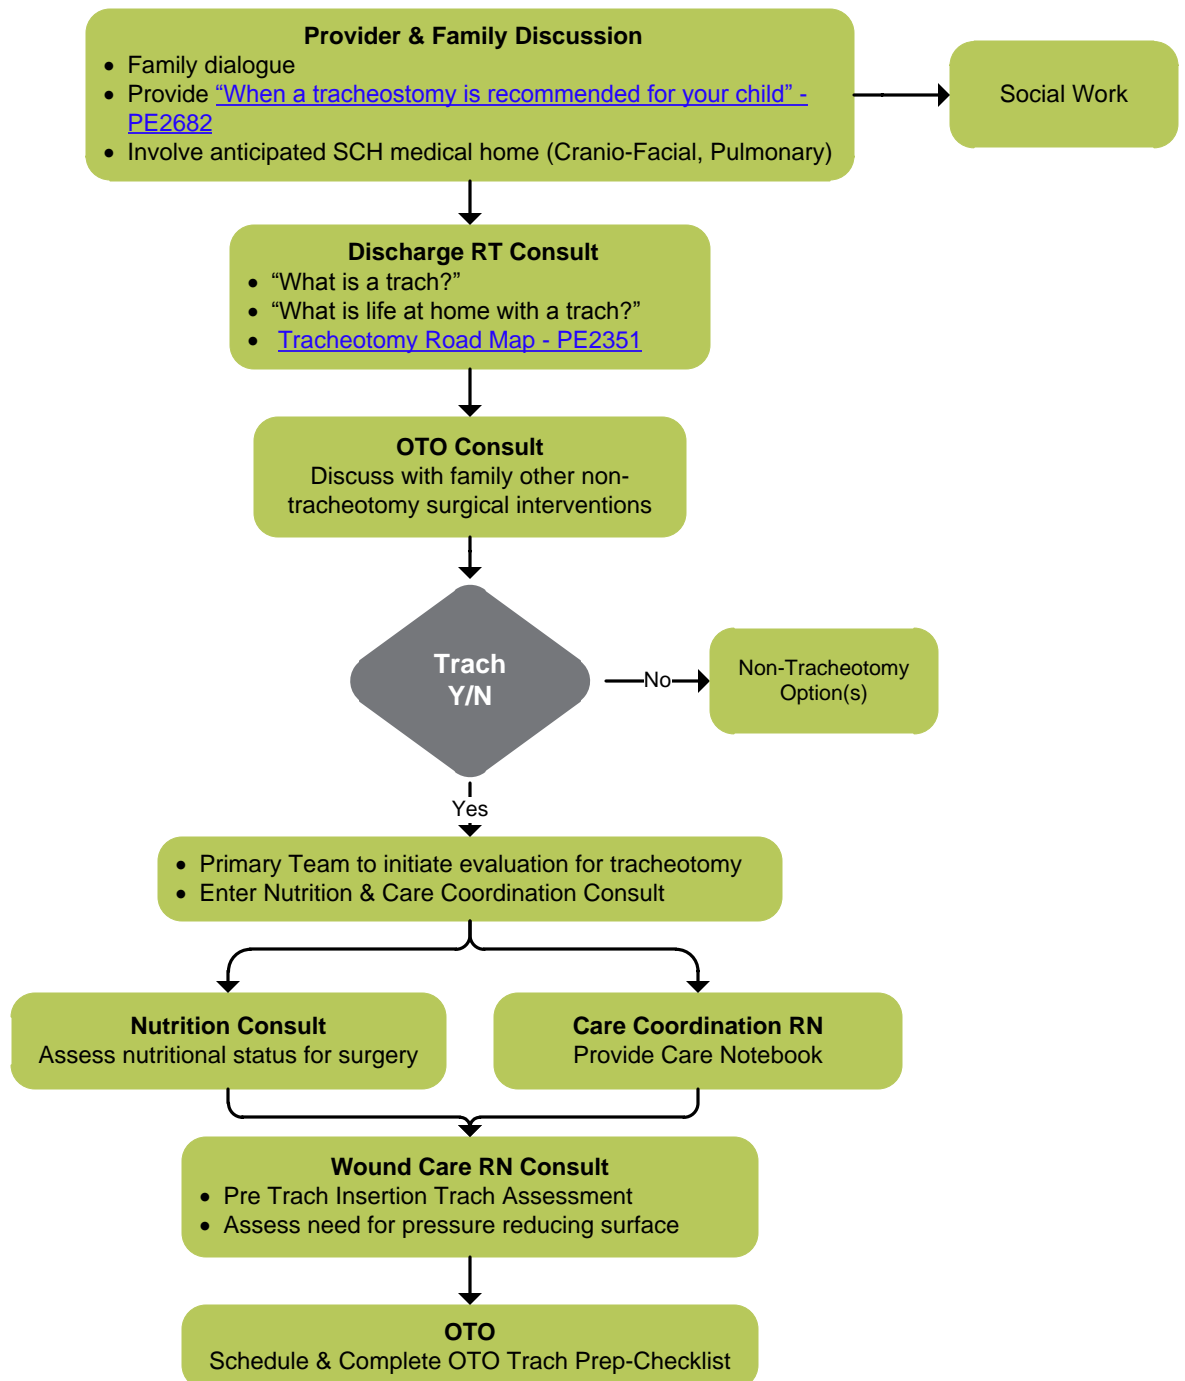 Provider & Family Discussion
• Family dialogue
• Provide “When a tracheostomy is recommended for your child” -
PE2682
• Involve anticipated SCH medical home (Cranio-Facial, Pulmonary)
Social Work
Discharge RT Consult
• “What is a trach?”
• “What is life at home with a trach?”
• Tracheotomy Road Map - PE2351
OTO Consult
Discuss with family other non-
tracheotomy surgical interventions
Trach
Y/N
No
Non-Tracheotomy
Option(s)
Yes
• Primary Team to initiate evaluation for tracheotomy
• Enter Nutrition & Care Coordination Consult
Nutrition Consult
Assess nutritional status for surgery
Care Coordination RN
Provide Care Notebook
Wound Care RN Consult
• Pre Trach Insertion Trach Assessment
• Assess need for pressure reducing surface
OTO
Schedule & Complete OTO Trach Prep-Checklist